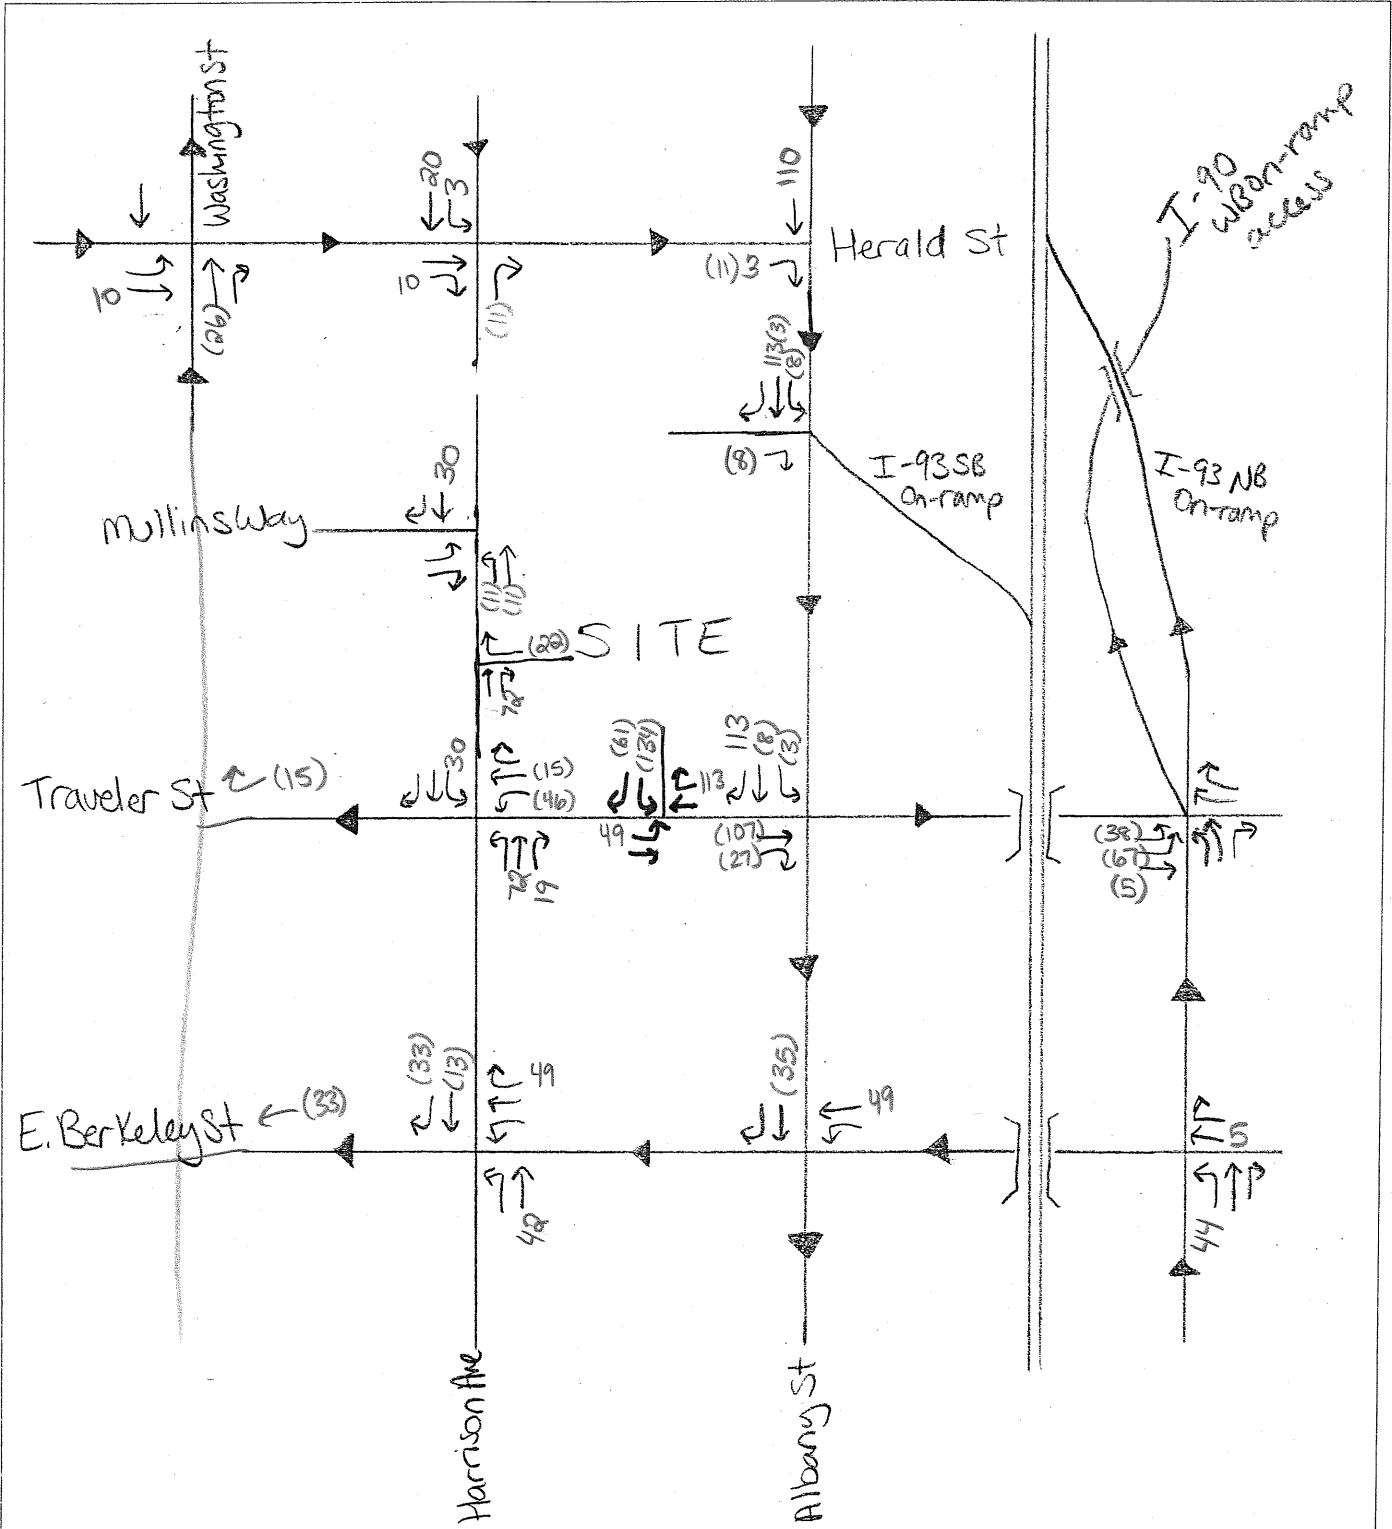 Washington St
20
3
110
I-90
WB on-ramp
access
Herald St
10
(26)
10
(11)
(11) 3
113(3)
(8)
30
(8)
I-93 SB
On-ramp
I-93 NB
On-ramp
Mullins Way
(11)
(11)
(22)
SITE
72
30
(15)
(46)
(61)
(134)
113
113
(8)
(3)
Traveler St
(15)
72
19
49
(107)
(27)
(38)
(67)
(5)
(33)
(13)
49
(35)
49
E. Berkeley St
(33)
5
42
44
Harrison Ave
Albany St